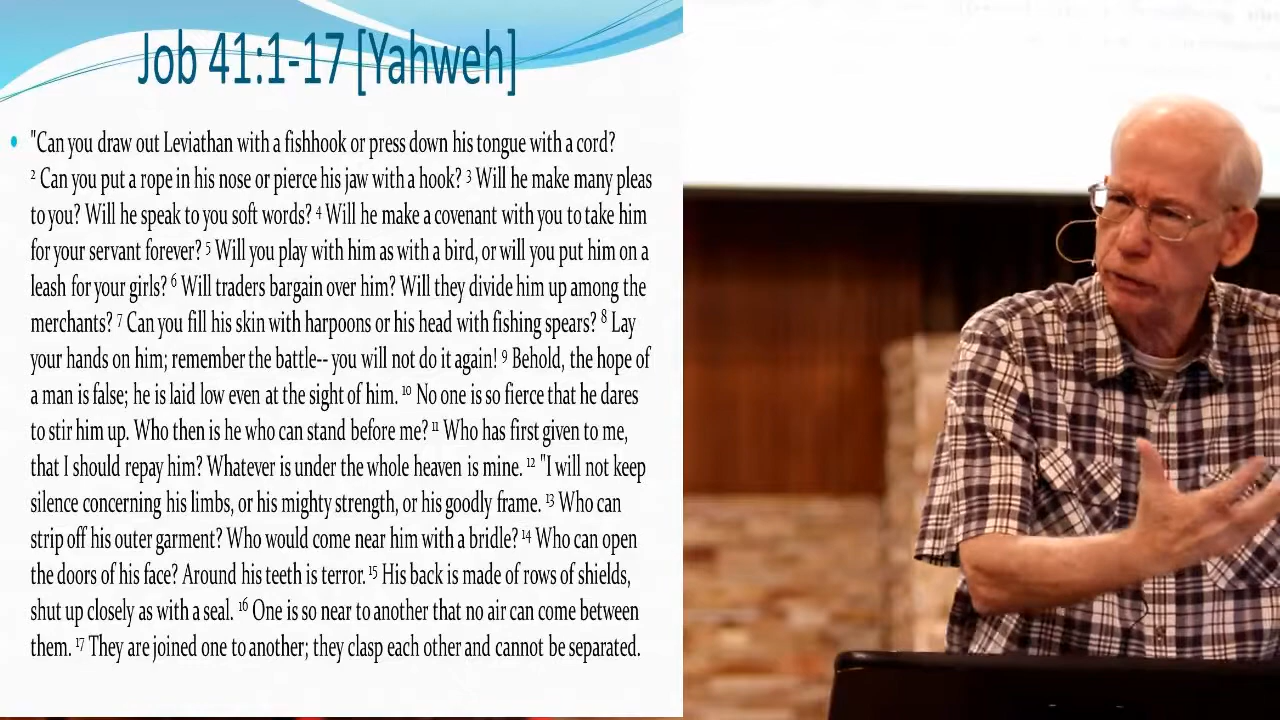 Job 41:1-17 [Yahweh]
• "Can you draw out Leviathan with a fishhook or press down his tongue with a cord?
² Can you put a rope in his nose or pierce his jaw with a hook? ³ Will he make many pleas
to you? Will he speak to you soft words? ⁴ Will he make a covenant with you to take him
for your servant forever? ⁵ Will you play with him as with a bird, or will you put him on a
leash for your girls? ⁶ Will traders bargain over him? Will they divide him up among the
merchants? ⁷ Can you fill his skin with harpoons or his head with fishing spears? ⁸ Lay
your hands on him; remember the battle-- you will not do it again! ⁹ Behold, the hope of
a man is false; he is laid low even at the sight of him. ¹⁰ No one is so fierce that he dares
to stir him up. Who then is he who can stand before me? ¹¹ Who has first given to me,
that I should repay him? Whatever is under the whole heaven is mine. ¹² "I will not keep
silence concerning his limbs, or his mighty strength, or his goodly frame. ¹³ Who can
strip off his outer garment? Who would come near him with a bridle? ¹⁴ Who can open
the doors of his face? Around his teeth is terror. ¹⁵ His back is made of rows of shields,
shut up closely as with a seal. ¹⁶ One is so near to another that no air can come between
them. ¹⁷ They are joined one to another; they clasp each other and cannot be separated.